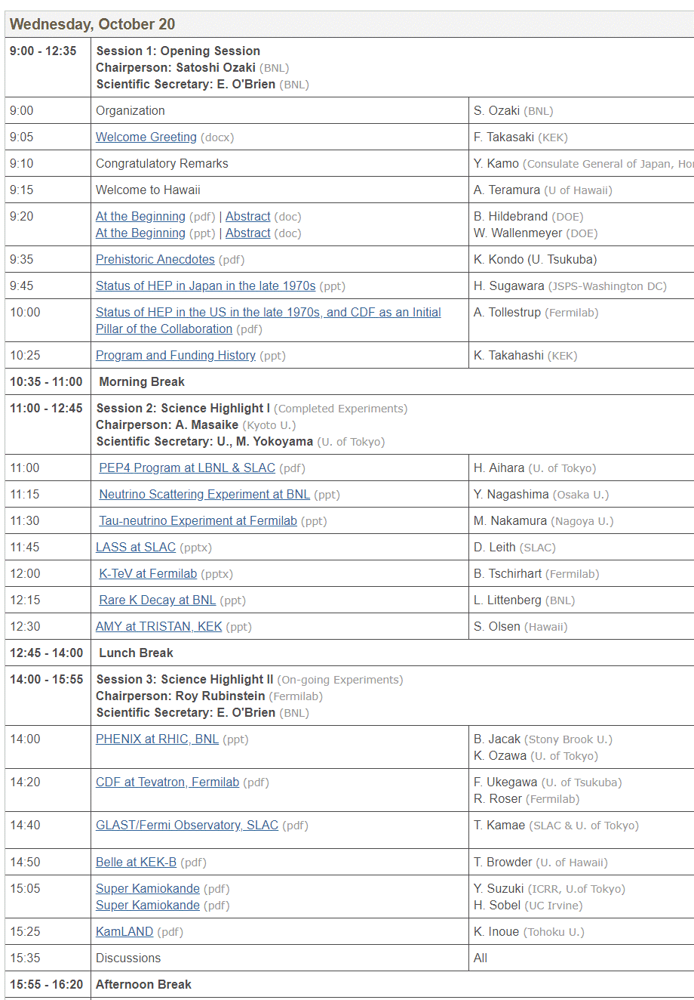 Wednesday, October 20
9:00 - 12:35 Session 1: Opening Session
Chairperson: Satoshi Ozaki (BNL)
Scientific Secretary: E. O'Brien (BNL)
9:00 Organization S. Ozaki (BNL)
9:05 Welcome Greeting (docx) F. Takasaki (KEK)
9:10 Congratulatory Remarks Y. Kamo (Consulate General of Japan,
9:15 Welcome to Hawaii A. Teramura (U of Hawaii)
9:20 At the Beginning (pdf) | Abstract (doc) B. Hildebrand (DOE)
At the Beginning (ppt) | Abstract (doc) W. Wallenmeyer (DOE)
9:35 Prehistoric Anecdotes (pdf) K. Kondo (U. Tsukuba)
9:45 Status of HEP in Japan in the late 1970s (ppt) H. Sugawara (JSPS-Washington DC)
10:00 Status of HEP in the US in the late 1970s, and CDF as an Initial A. Tollestrup (Fermilab)
Pillar of the Collaboration (pdf)
10:25 Program and Funding History (ppt) K. Takahashi (KEK)
10:35 - 11:00 Morning Break
11:00 - 12:45 Session 2: Science Highlight I (Completed Experiments)
Chairperson: A. Masaike (Kyoto U.)
Scientific Secretary: U., M. Yokoyama (U. of Tokyo)
11:00 PEP4 Program at LBNL & SLAC (pdf) H. Aihara (U. of Tokyo)
11:15 Neutrino Scattering Experiment at BNL (ppt) Y. Nagashima (Osaka U.)
11:30 Tau-neutrino Experiment at Fermilab (ppt) M. Nakamura (Nagoya U.)
11:45 LASS at SLAC (pptx) D. Leith (SLAC)
12:00 K-TeV at Fermilab (pptx) B. Tschirhart (Fermilab)
12:15 Rare K Decay at BNL (ppt) L. Littenberg (BNL)
12:30 AMY at TRISTAN, KEK (ppt) S. Olsen (Hawaii)
12:45 - 14:00 Lunch Break
14:00 - 15:55 Session 3: Science Highlight II (On-going Experiments)
Chairperson: Roy Rubinstein (Fermilab)
Scientific Secretary: E. O'Brien (BNL)
14:00 PHENIX at RHIC, BNL (ppt) B. Jacak (Stony Brook U.)
K. Ozawa (U. of Tokyo)
14:20 CDF at Tevatron, Fermilab (pdf) F. Ukegawa (U. of Tsukuba)
R. Roser (Fermilab)
14:40 GLAST/Fermi Observatory, SLAC (pdf) T. Kamae (SLAC & U. of Tokyo)
14:50 Belle at KEK-B (pdf) T. Browder (U. of Hawaii)
15:05 Super Kamiokande (pdf) Y. Suzuki (ICRR, U.of Tokyo)
Super Kamiokande (pdf) H. Sobel (UC Irvine)
15:25 KamLAND (pdf) K. Inoue (Tohoku U.)
15:35 Discussions All
15:55 - 16:20 Afternoon Break